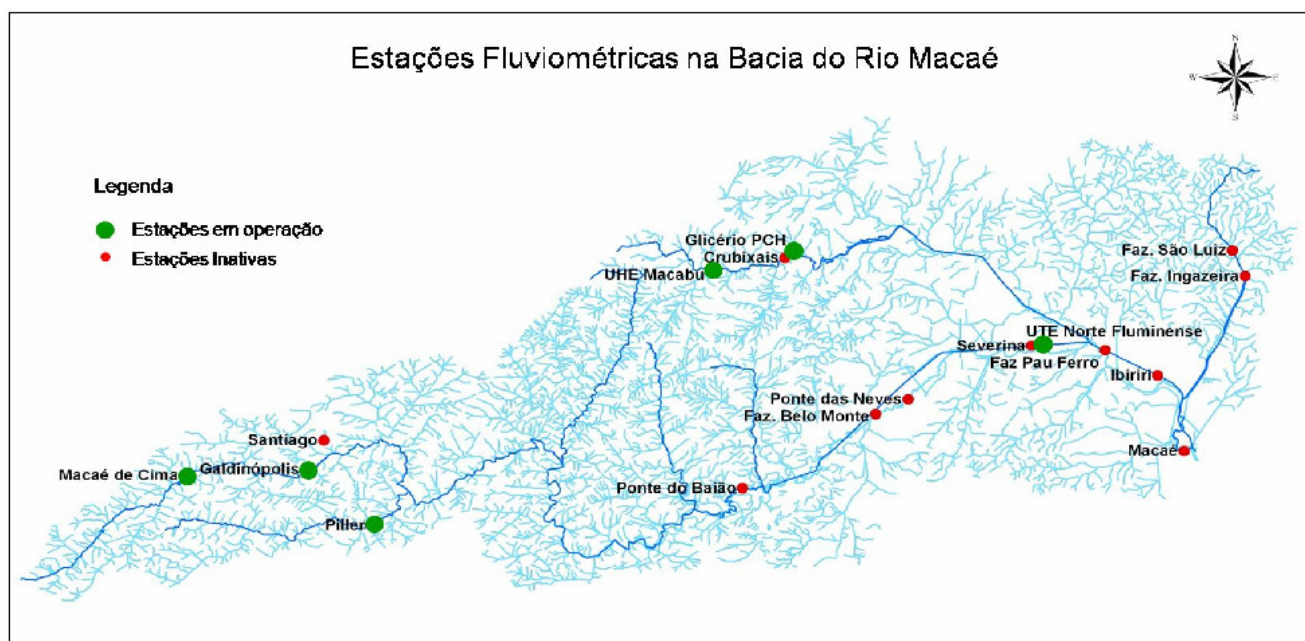 Estações Fluviométricas na Bacia do Rio Macaé
N
W
E
S
Legenda
Estações em operação
Estações Inativas
Glicério PCH
Crubixais
UHE Macabú
Faz. São Luiz
Faz. Ingazeira
UTE Norte Fluminense
Severina
Faz Pau Ferro
Ibiriri
Ponte das Neves
Faz. Belo Monte
Santiago
Macaé
Macaé de Cima
Galdinópolis
Ponte do Baião
Piller